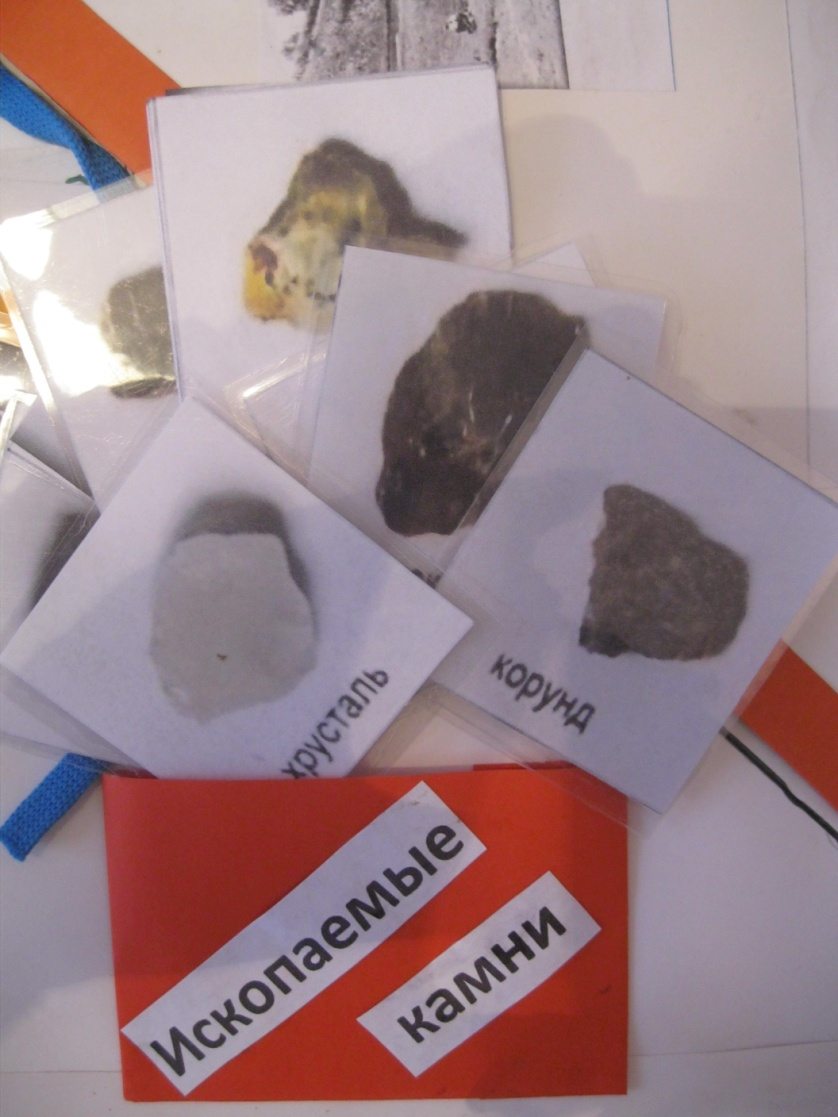 хрусталь
корунд
Ископаемые
камни